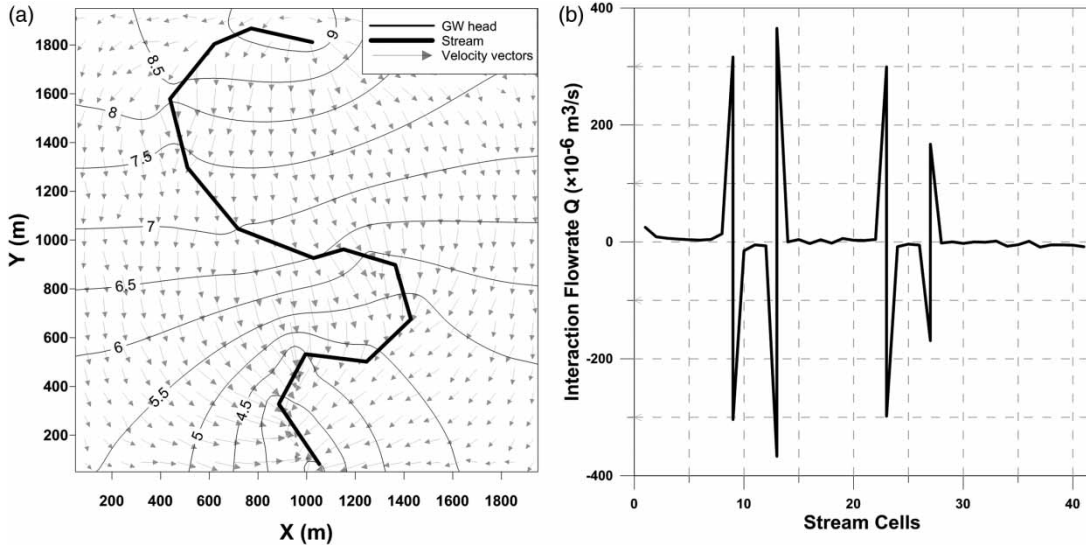 (a)
GW head
Stream
Velocity vectors
9
8.5
8
7.5
7
6.5
6
5.5
5
4.5
1800
1600
1400
1200
1000
800
600
400
200
Y (m)
200 400 600 800 1000 1200 1400 1600 1800
X (m)
(b)
400
200
0
-200
-400
Interaction Flowrate Q (×10-6 m3/s)
0 10 20 30 40
Stream Cells